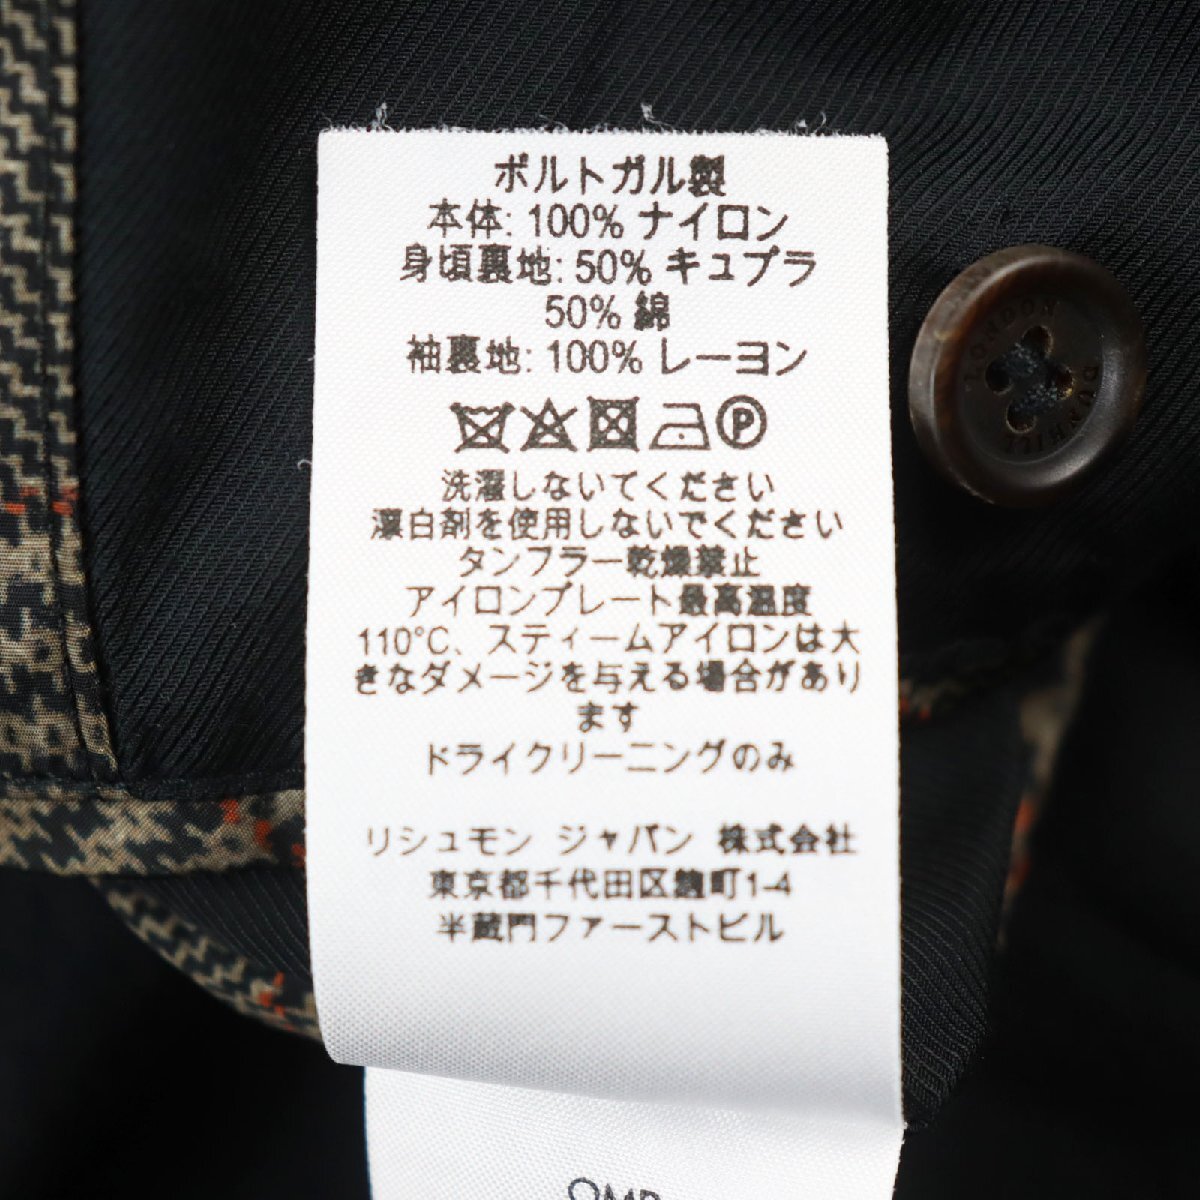 ポルトガル製
本体: 100% ナイロン
身頃裏地: 50% キュプラ
50% 綿
袖裏地: 100% レーヨン
P
洗濯しないてください
漂白剤を使用しないでください
タンフラー乾燥禁止
アイロンプレート最高温度
110°C、スティームアイロンは大
きなダメージを与える場合があり
ます
ドライクリーニングのみ
リシュモン ジャパン 株式会社
東京都千代田区麹町1-4
半蔵門ファーストビル
LONDON
DUNHILL